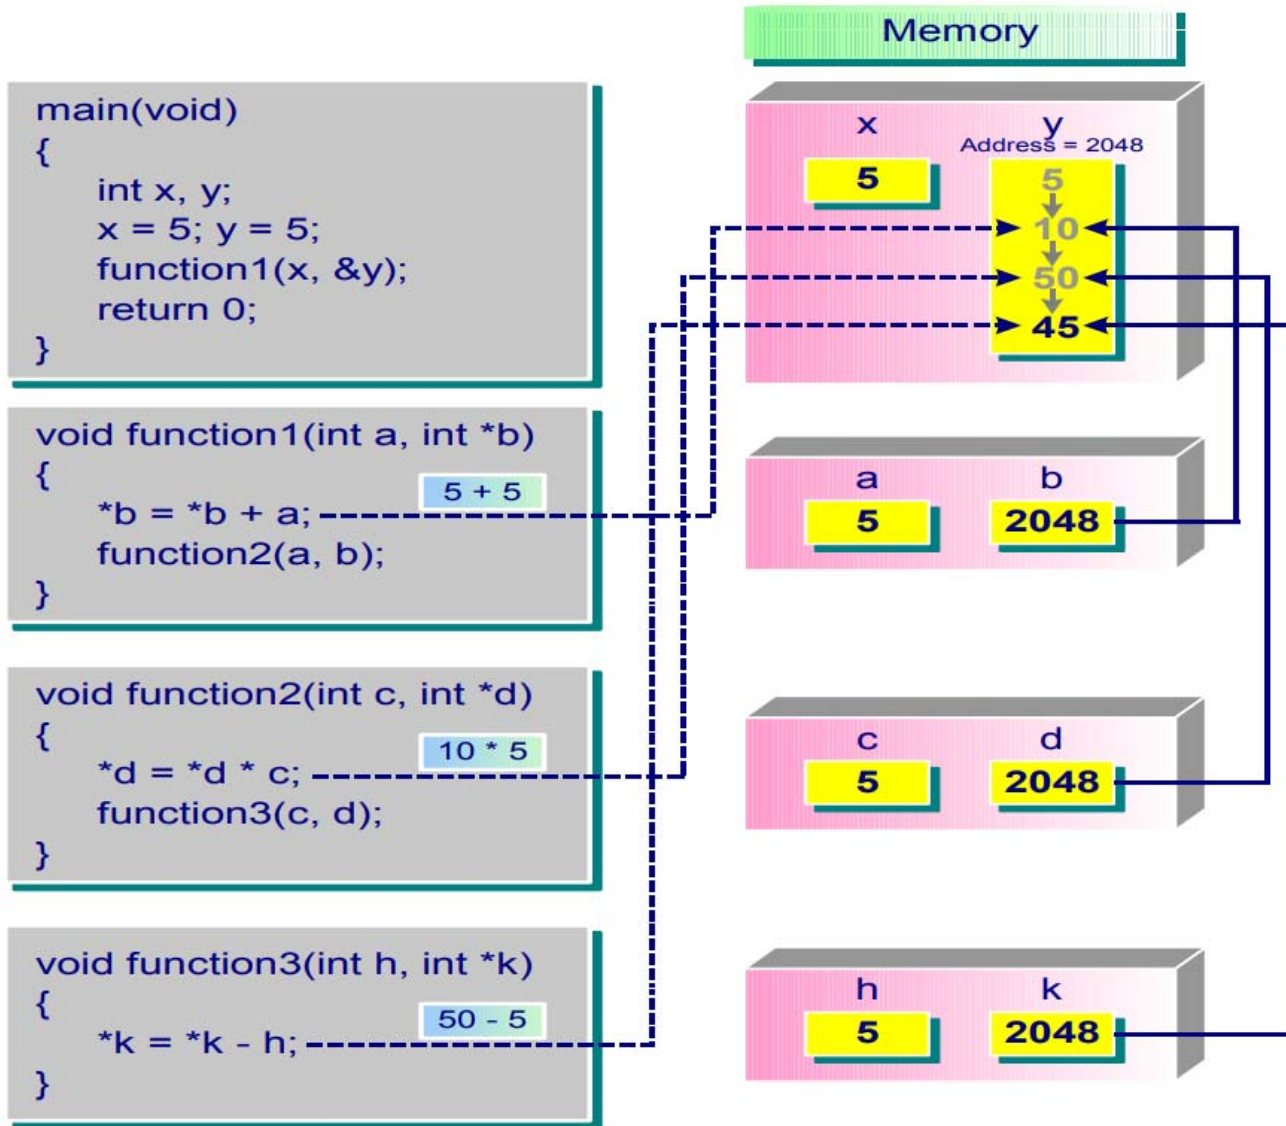 Memory
main(void)
{
int x, y;
x = 5; y = 5;
function1(x, &y);
return 0;
}
x
y
Address = 2048
5
5
10
50
45
void function1(int a, int *b)
{
5 + 5
*b = *b + a;
function2(a, b);
}
a
b
5
2048
void function2(int c, int *d)
{
10 * 5
*d = *d * c;
function3(c, d);
}
c
d
5
2048
void function3(int h, int *k)
{
50 - 5
*k = *k - h;
}
h
k
5
2048